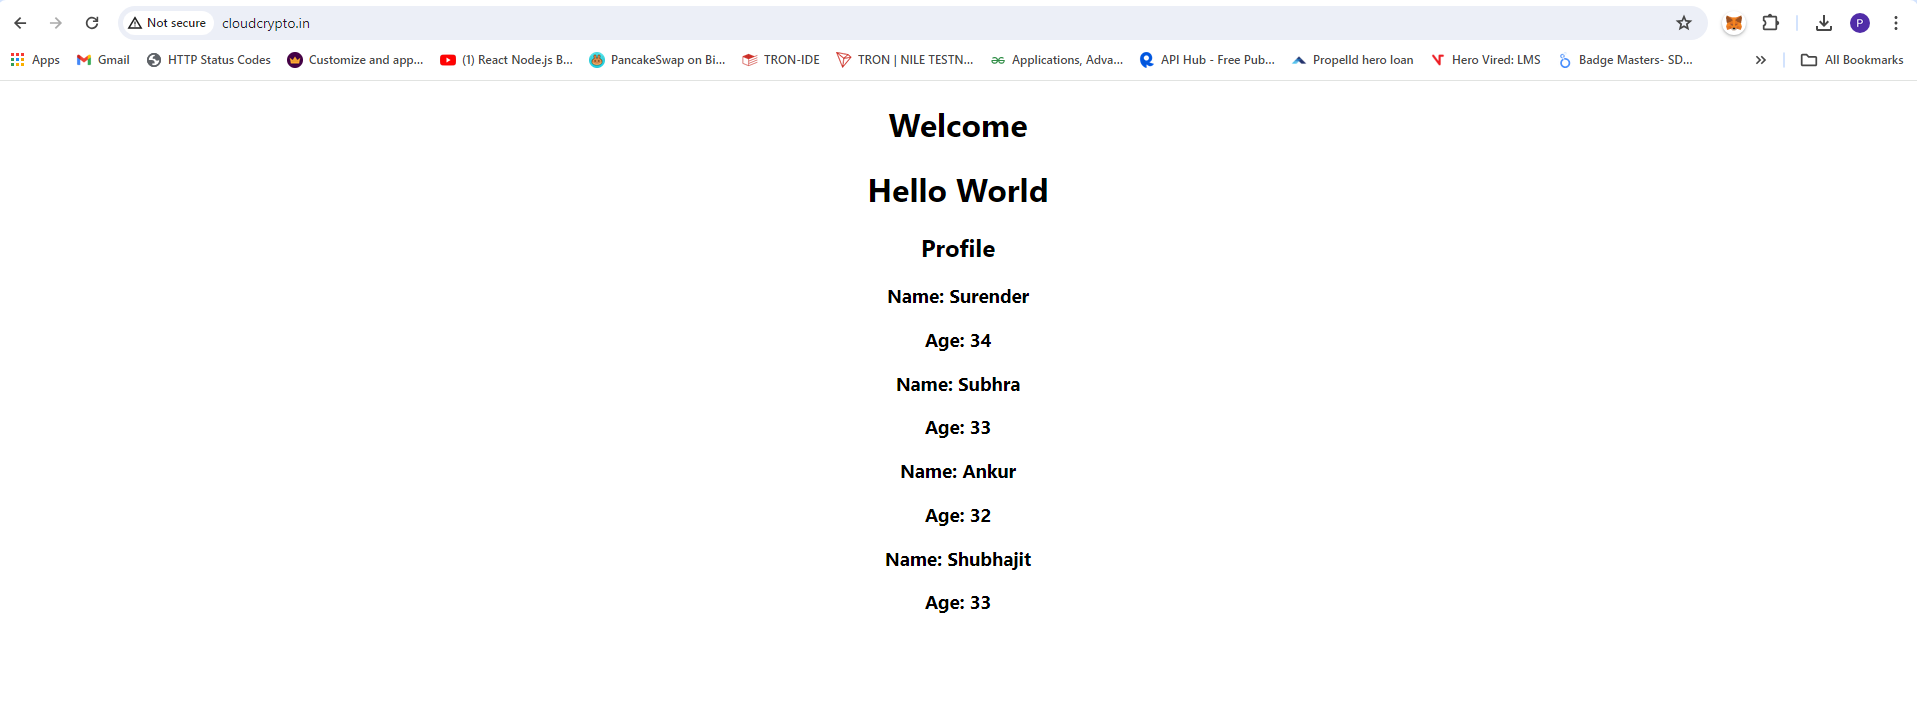 Not secure cloudcrypto.in P
Apps Gmail HTTP Status Codes Customize and app... (1) React Node.js B... PancakeSwap on Bi... TRON-IDE TRON | NILE TESTN... Applications, Adva... API Hub - Free Pub... Propelld hero loan Hero Vired: LMS Badge Masters- SD... » All Bookmarks
Welcome
Hello World
Profile
Name: Surender
Age: 34
Name: Subhra
Age: 33
Name: Ankur
Age: 32
Name: Shubhajit
Age: 33